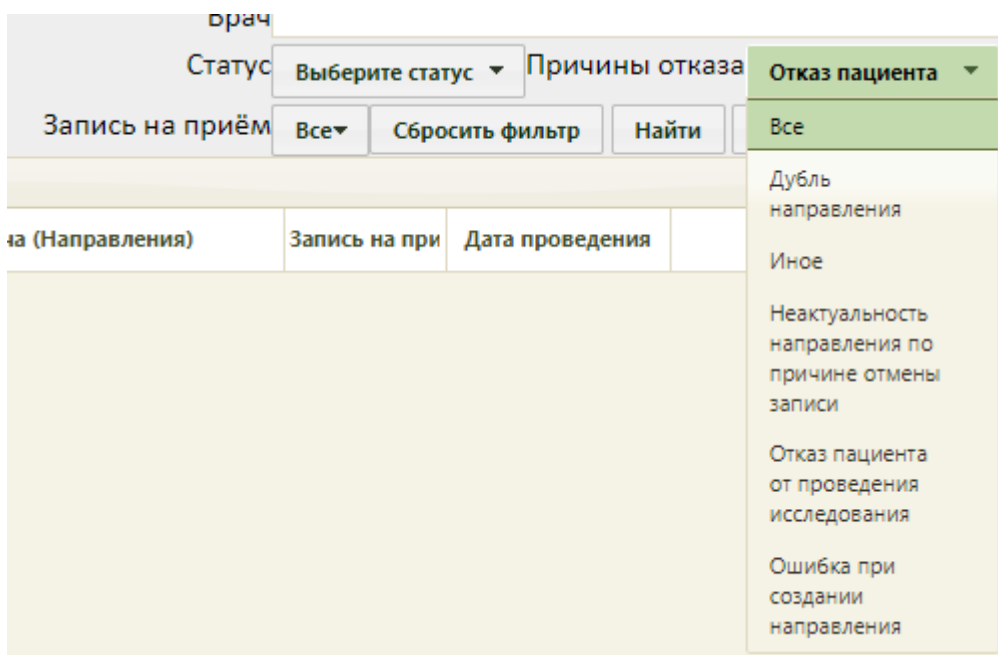 Врач
Статус Выберите статус Причины отказа Отказ пациента
Запись на приём Все Сбросить фильтр Найти Все
Дубль
направления
ча (Направления) Запись на при Дата проведения
Иное
Неактуальность
направления по
причине отмены
записи
Отказ пациента
от проведения
исследования
Ошибка при
создании
направления